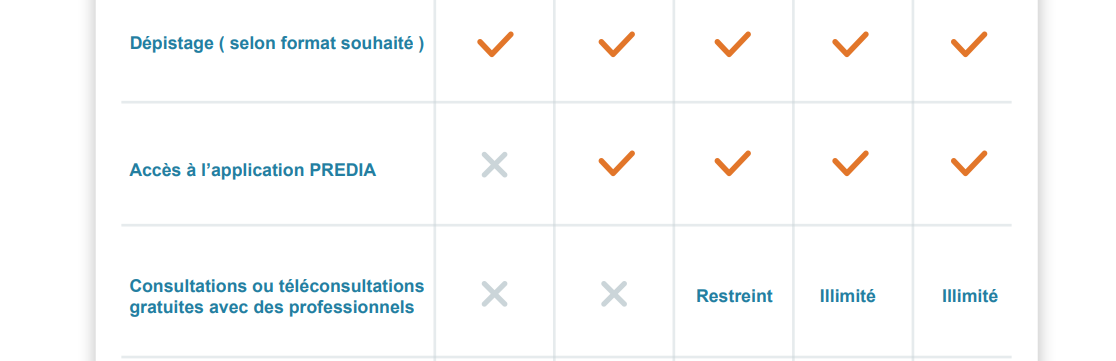 Dépistage ( selon format souhaité )
Accès à l’application PREDIA
Consultations ou téléconsultations
gratuites avec des professionnels
Restreint
Illimité
Illimité